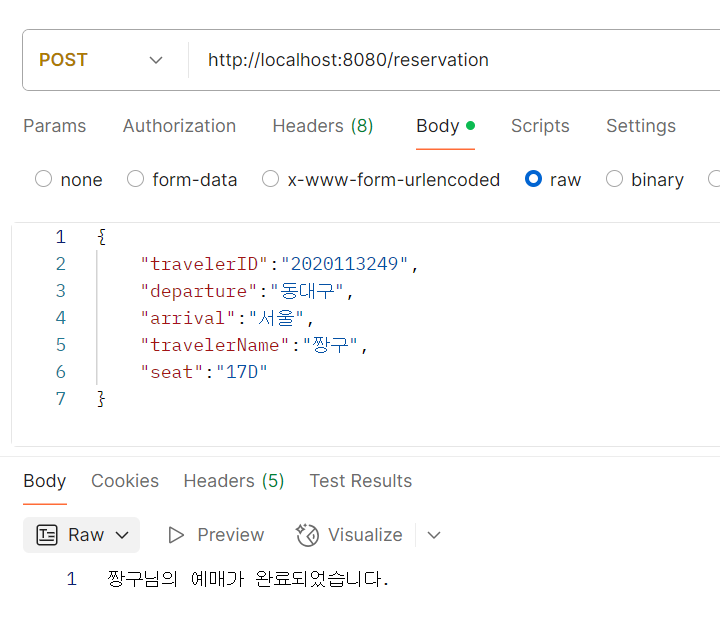 POST http://localhost:8080/reservation
Params Authorization Headers (8) Body Scripts Settings
none form-data x-www-form-urlencoded raw binary
1 {
2 "travelerID":"2020113249",
3 "departure":"동대구",
4 "arrival":"서울",
5 "travelerName":"짱구",
6 "seat":"17D"
7 }
Body Cookies Headers (5) Test Results
Raw Preview Visualize
1 짱구님의 예매가 완료되었습니다.